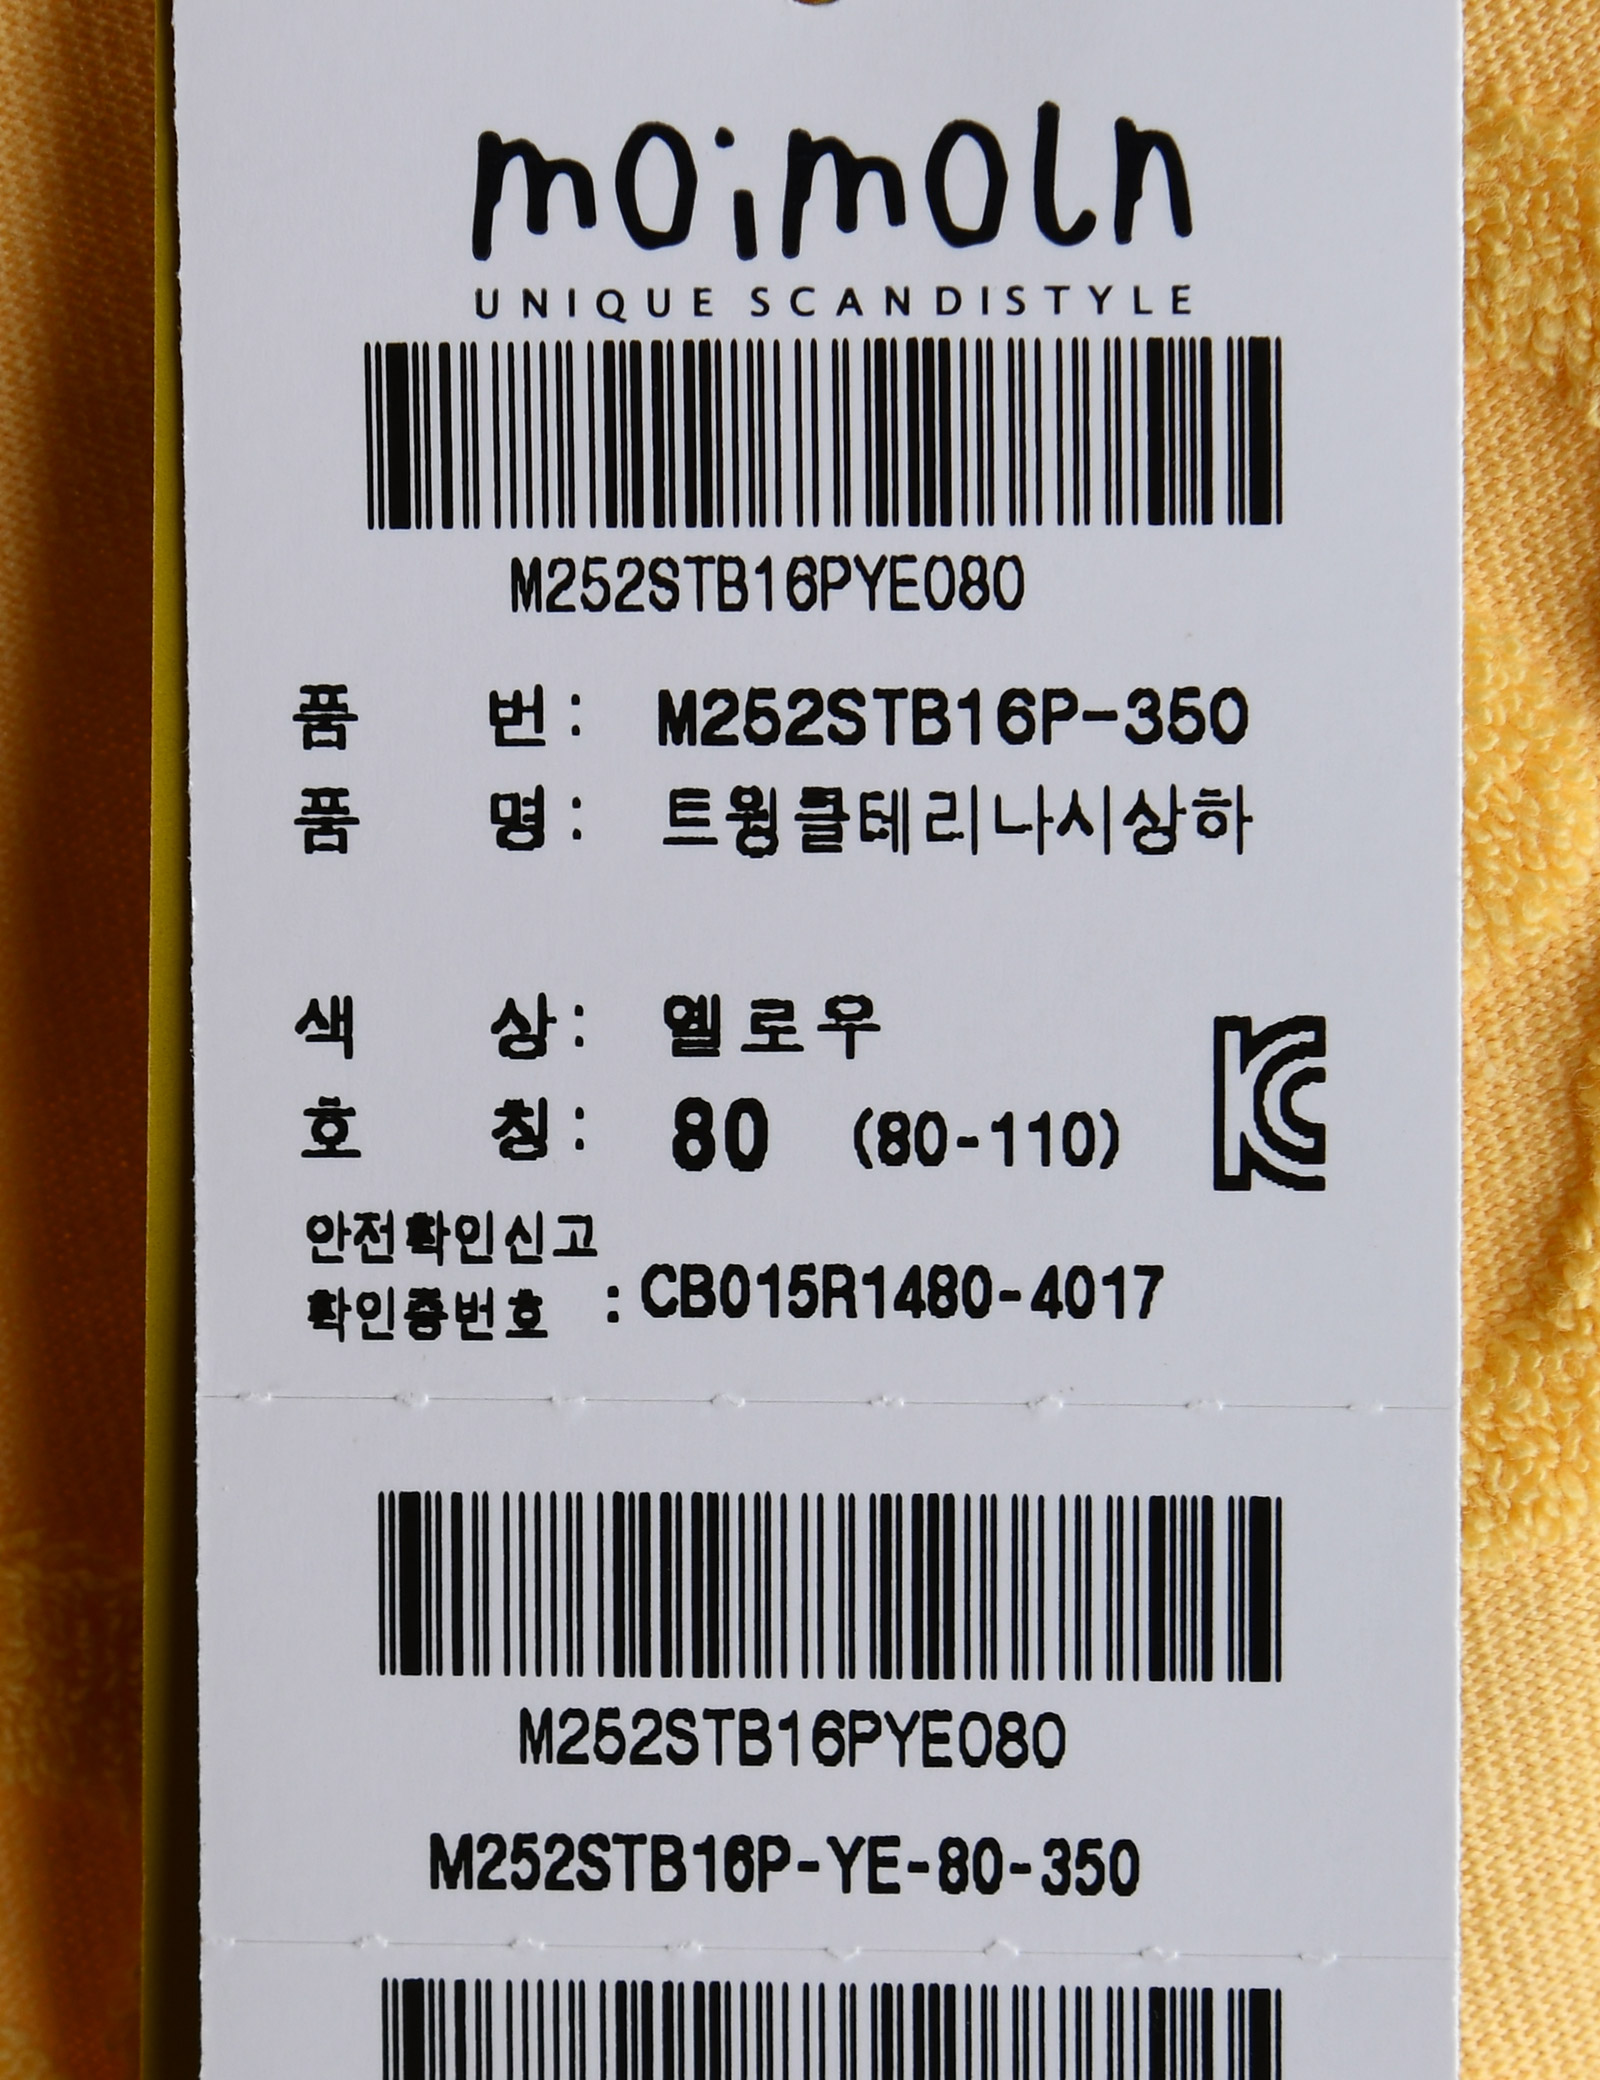 moimoln
UNIQUE SCANDISTYLE
M252STB16PYE080
품 번 : M252STB16P-350
품 명 : 트윙클테리나시상하
색 상 : 옐로우
호 칭 : 80 (80-110)
안전확인신고
확인증번호 : CB015R1480-4017
M252STB16PYE080
M252STB16P-YE-80-350